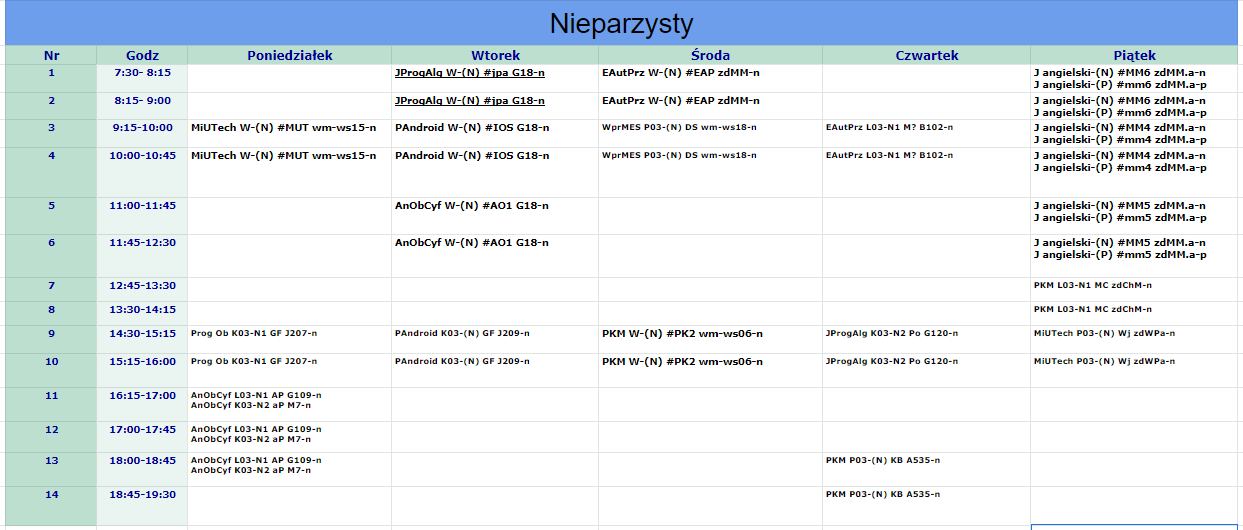 Nieparzysty
Nr Godz Poniedziałek Wtorek Środa Czwartek Piątek
1 7:30- 8:15 JProgAlg W-(N) #jpa G18-n EAutPrz W-(N) #EAP zdMM-n J angielski-(N) #MM6 zdMM.a-n
J angielski-(P) #mm6 zdMM.a-p
2 8:15- 9:00 JProgAlg W-(N) #jpa G18-n EAutPrz W-(N) #EAP zdMM-n J angielski-(N) #MM6 zdMM.a-n
J angielski-(P) #mm6 zdMM.a-p
3 9:15-10:00 MiUTech W-(N) #MUT wm-ws15-n PAndroid W-(N) #IOS G18-n WprMES P03-(N) DS wm-ws18-n EAutPrz L03-N1 M? B102-n J angielski-(N) #MM4 zdMM.a-n
J angielski-(P) #mm4 zdMM.a-p
4 10:00-10:45 MiUTech W-(N) #MUT wm-ws15-n PAndroid W-(N) #IOS G18-n WprMES P03-(N) DS wm-ws18-n EAutPrz L03-N1 M? B102-n J angielski-(N) #MM4 zdMM.a-n
J angielski-(P) #mm4 zdMM.a-p
5 11:00-11:45 AnObCyf W-(N) #AO1 G18-n J angielski-(N) #MM5 zdMM.a-n
J angielski-(P) #mm5 zdMM.a-p
6 11:45-12:30 AnObCyf W-(N) #AO1 G18-n J angielski-(N) #MM5 zdMM.a-n
J angielski-(P) #mm5 zdMM.a-p
7 12:45-13:30 PKM L03-N1 MC zdChM-n
8 13:30-14:15 PKM L03-N1 MC zdChM-n
9 14:30-15:15 Prog Ob K03-N1 GF J207-n PAndroid K03-(N) GF J209-n PKM W-(N) #PK2 wm-ws06-n JProgAlg K03-N2 Po G120-n MiUTech P03-(N) Wj zdWPa-n
10 15:15-16:00 Prog Ob K03-N1 GF J207-n PAndroid K03-(N) GF J209-n PKM W-(N) #PK2 wm-ws06-n JProgAlg K03-N2 Po G120-n MiUTech P03-(N) Wj zdWPa-n
11 16:15-17:00 AnObCyf L03-N1 AP G109-n
AnObCyf K03-N2 aP M7-n
12 17:00-17:45 AnObCyf L03-N1 AP G109-n
AnObCyf K03-N2 aP M7-n
13 18:00-18:45 AnObCyf L03-N1 AP G109-n PKM P03-(N) KB A535-n
AnObCyf K03-N2 aP M7-n
14 18:45-19:30 PKM P03-(N) KB A535-n